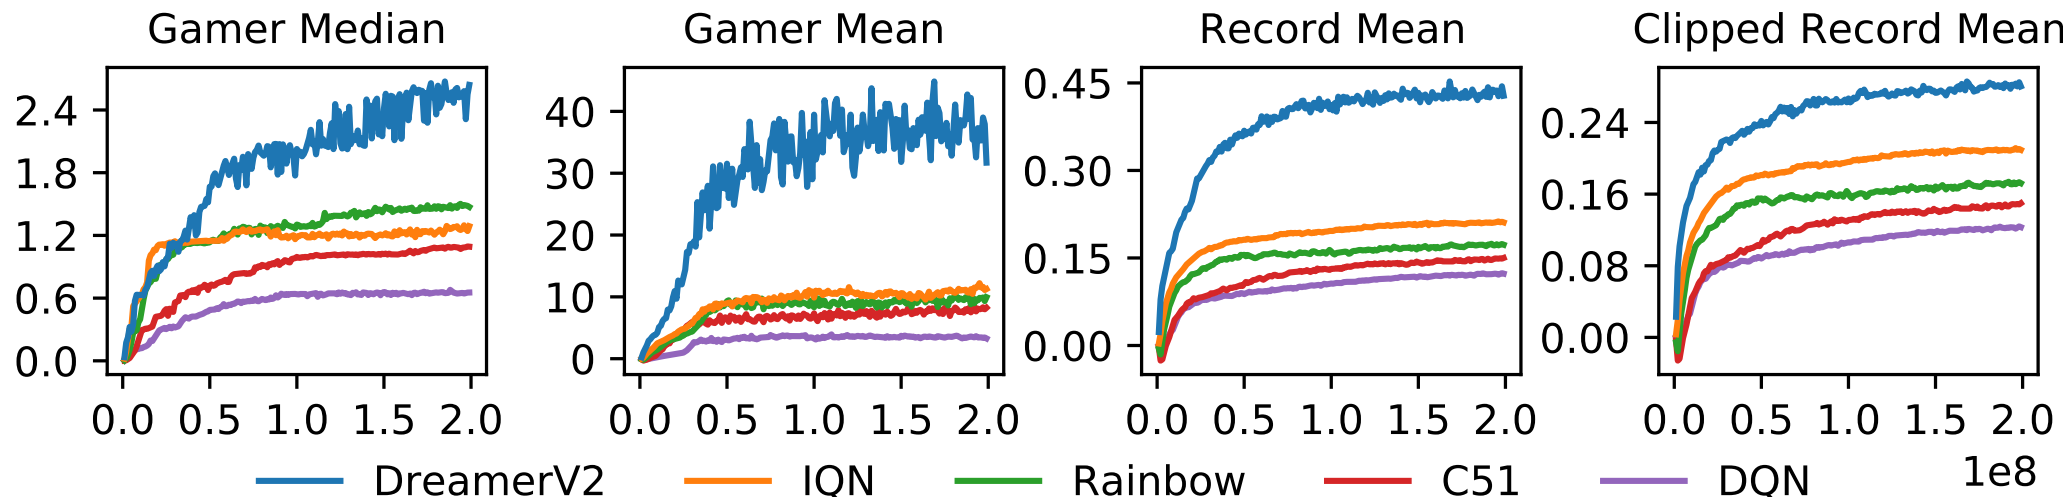 Gamer Median
Gamer Mean
Record Mean
Clipped Record Mean
2.4
1.8
1.2
0.6
0.0
0.0 0.5 1.0 1.5 2.0
40
30
20
10
0
0.0 0.5 1.0 1.5 2.0
0.45
0.30
0.15
0.00
0.0 0.5 1.0 1.5 2.0
0.24
0.16
0.08
0.00
0.0 0.5 1.0 1.5 2.0
1e8
DreamerV2 IQN Rainbow C51 DQN